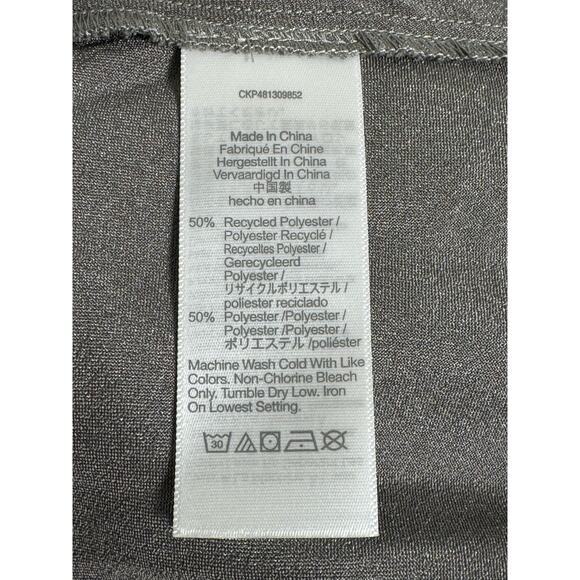 CKP481309852
Made In China
Fabriqué En Chine
Hergestellt In China
Vervaardigd In China
中国製
hecho en china
50% Recycled Polyester /
Polyester Recyclé /
Recyceltes Polyester /
Gerecycleerd
Polyester /
リサイクルポリエステル /
poliester reciclado
50% Polyester /Polyester /
Polyester /Polyester /
ポリエステル /poliéster
Machine Wash Cold With Like
Colors. Non-Chlorine Bleach
Only. Tumble Dry Low. Iron
On Lowest Setting.
30